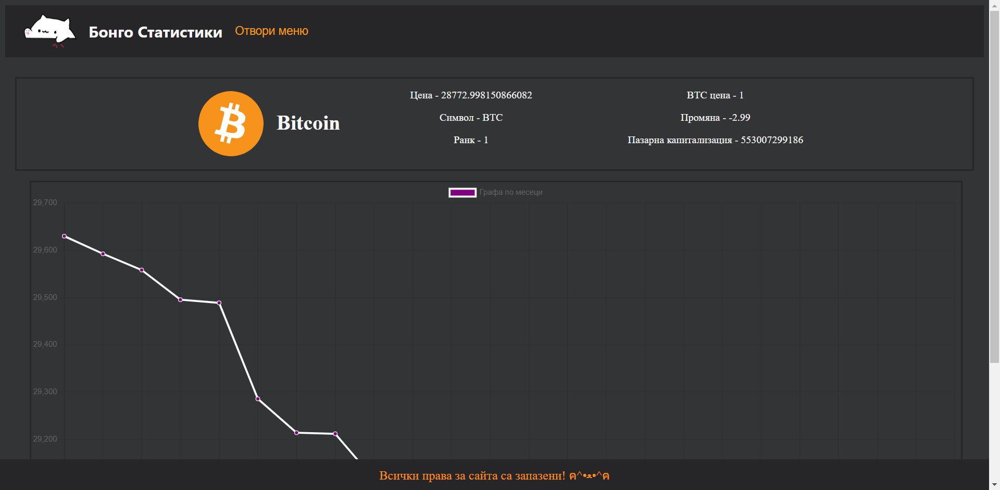 Бонго Статистики
Отвори меню
Bitcoin
Цена - 28772.998150866082
Символ - BTC
Ранк - 1
BTC цена - 1
Промяна - -2.99
Пазарна капитализация - 553007299186
Графа по месеци
29,700
29,600
29,500
29,400
29,300
29,200
Всички права за сайта са запазени! ฅ^•ﻌ•^ฅ